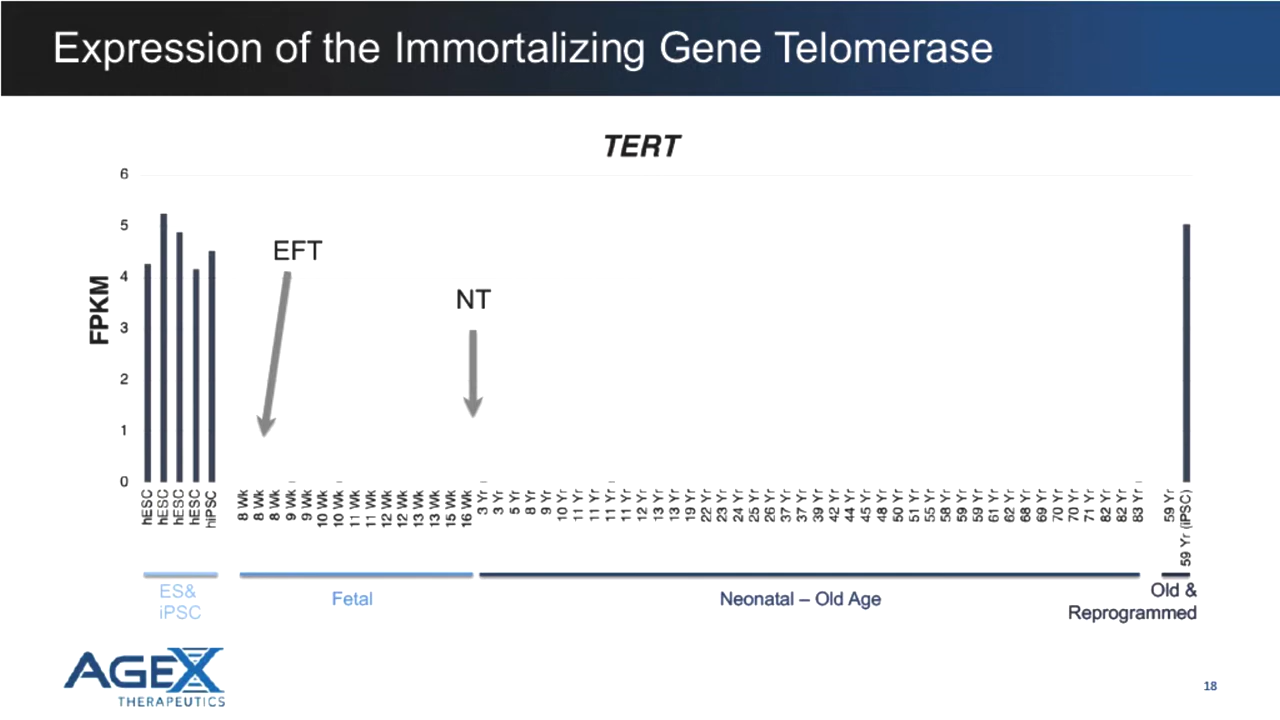 Expression of the Immortalizing Gene Telomerase
TERT
FPKM
6
5
4
3
2
1
0
EFT
NT
hESC
hESC
hESC
hESC
hiPSC
8 Wk
8 Wk
8 Wk
9 Wk
9 Wk
10 Wk
10 Wk
11 Wk
11 Wk
12 Wk
12 Wk
13 Wk
13 Wk
15 Wk
16 Wk
3 Yr
3 Yr
5 Yr
8 Yr
9 Yr
10 Yr
11 Yr
11 Yr
11 Yr
12 Yr
13 Yr
13 Yr
19 Yr
22 Yr
23 Yr
24 Yr
25 Yr
26 Yr
37 Yr
37 Yr
39 Yr
42 Yr
44 Yr
45 Yr
48 Yr
50 Yr
51 Yr
55 Yr
58 Yr
59 Yr
59 Yr
61 Yr
62 Yr
68 Yr
69 Yr
70 Yr
70 Yr
71 Yr
82 Yr
82 Yr
83 Yr
59 Yr
59 Yr (iPSC)
ES&
iPSC
Fetal
Neonatal – Old Age
Old &
Reprogrammed
AGEX
THERAPEUTICS
18